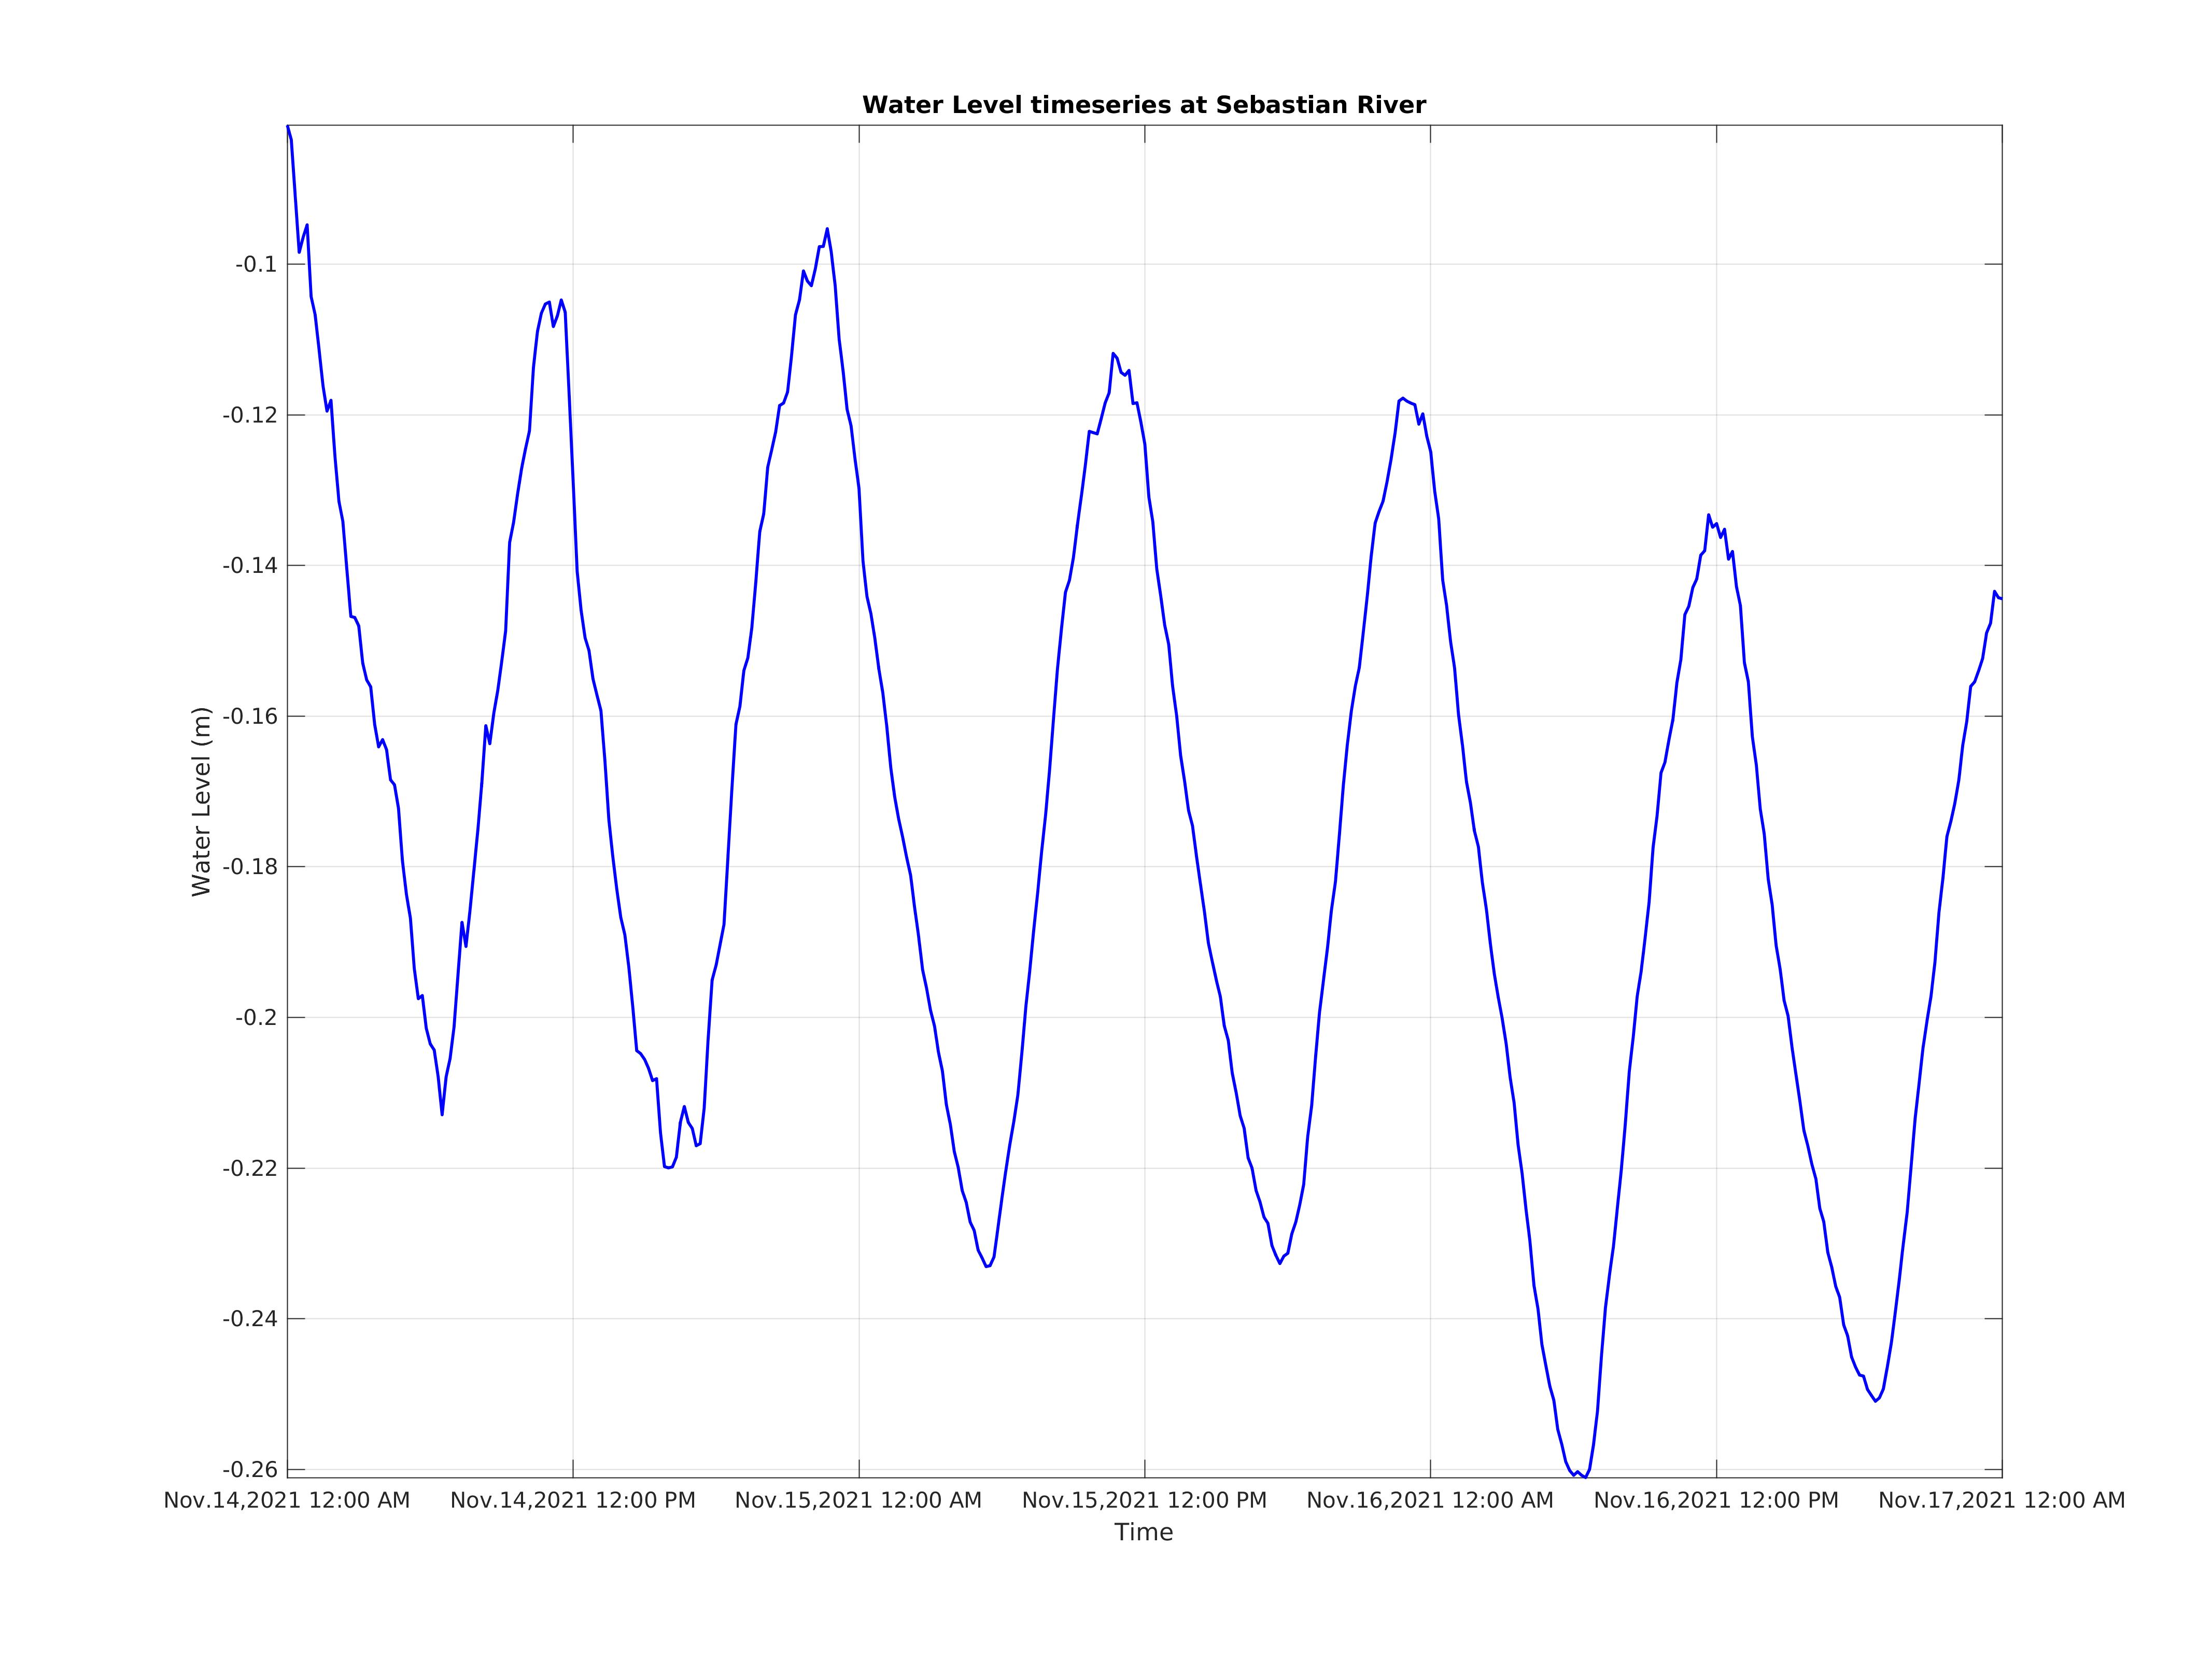 Water Level timeseries at Sebastian River
-0.1
-0.12
-0.14
-0.16
-0.18
-0.2
-0.22
-0.24
-0.26
Water Level (m)
Nov.14,2021 12:00 AM
Nov.14,2021 12:00 PM
Nov.15,2021 12:00 AM
Nov.15,2021 12:00 PM
Nov.16,2021 12:00 AM
Nov.16,2021 12:00 PM
Nov.17,2021 12:00 AM
Time